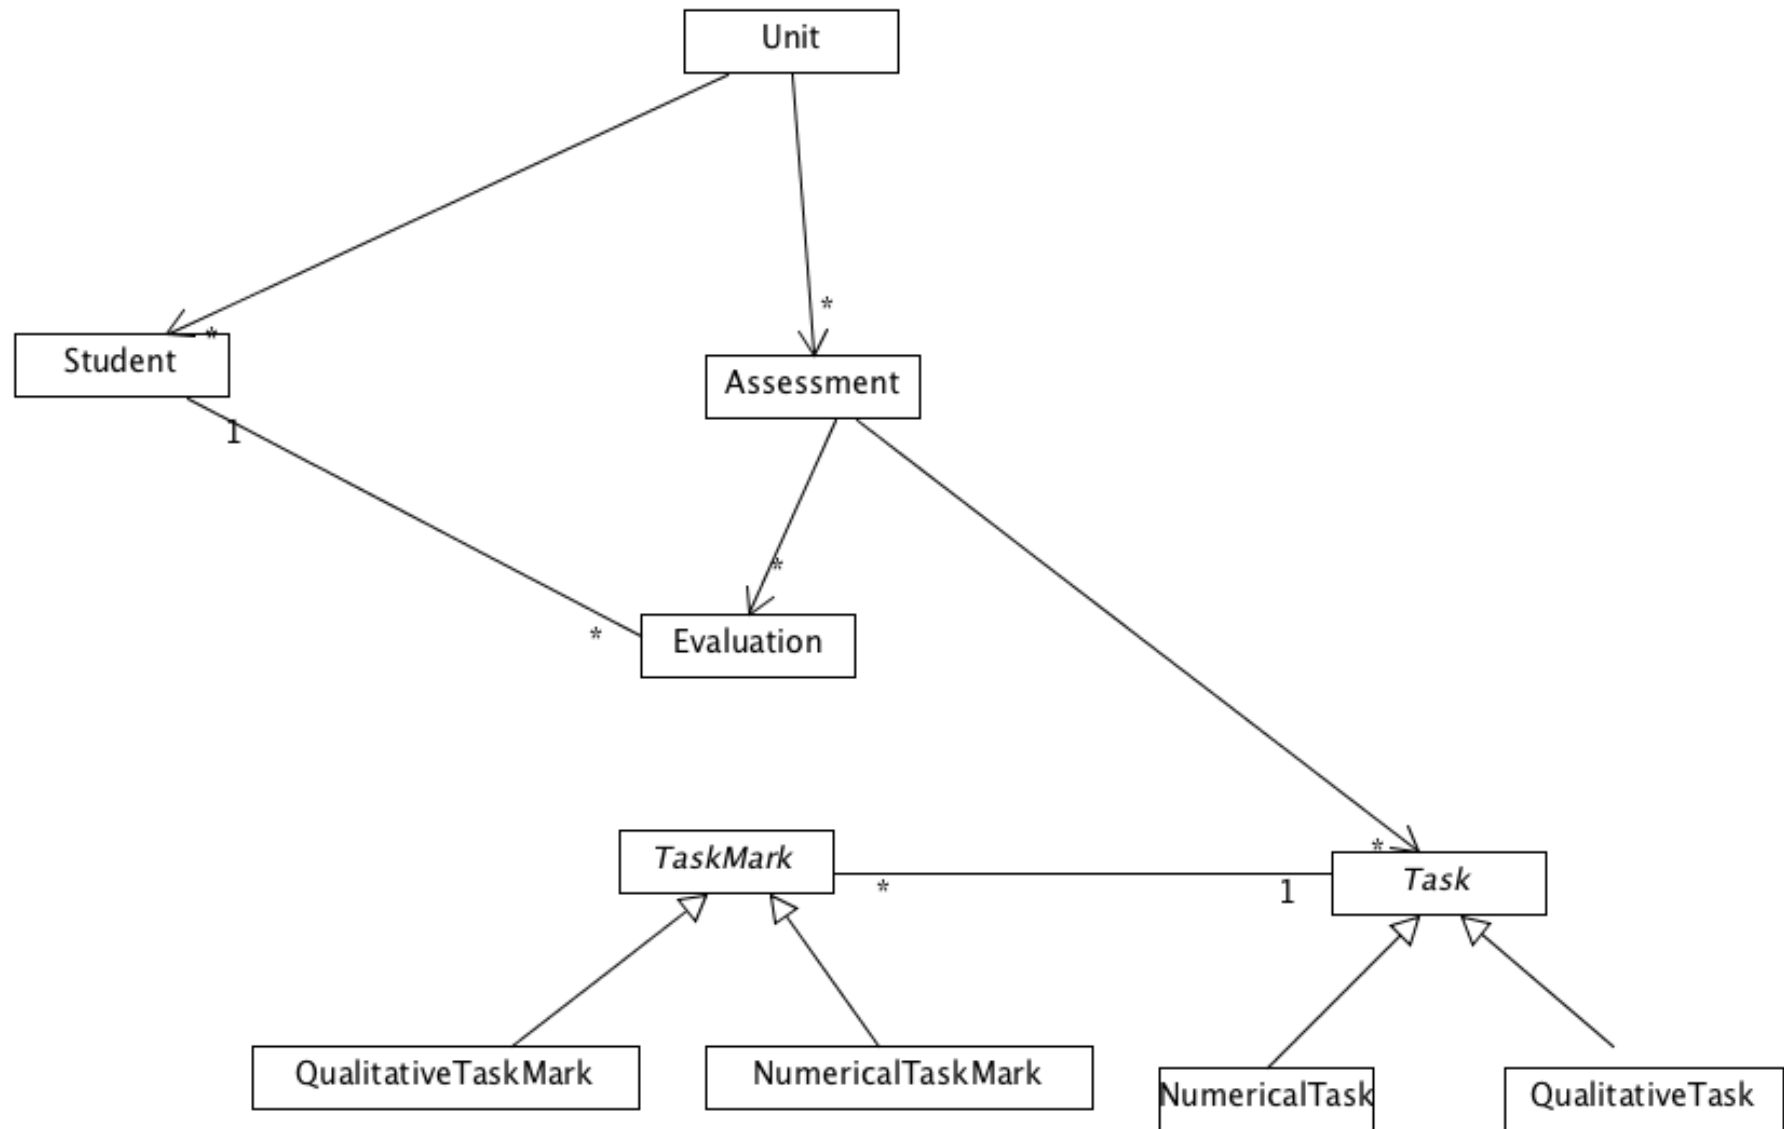 Unit
*
*
Student
Assessment
1
*
*
Evaluation
TaskMark
*
Task
*
1
QualitativeTaskMark
NumericalTaskMark
NumericalTask
QualitativeTask